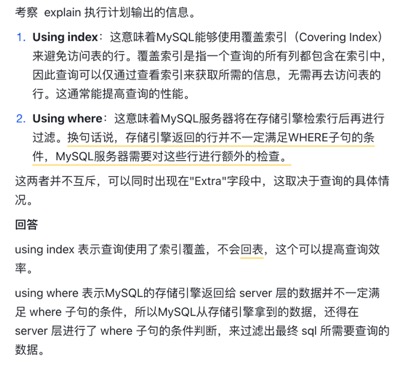 考察 explain 执行计划输出的信息。
1. Using index：这意味着MySQL能够使用覆盖索引（Covering Index）
来避免访问表的行。覆盖索引是指一个查询的所有列都包含在索引中，
因此查询可以仅通过查看索引来获取所需的信息，无需再去访问表的
行。这通常能提高查询的性能。
2. Using where：这意味着MySQL服务器将在存储引擎检索行后再进行
过滤。换句话说，存储引擎返回的行并不一定满足WHERE子句的条
件，MySQL服务器需要对这些行进行额外的检查。
这两者并不互斥，可以同时出现在"Extra"字段中，这取决于查询的具体情
况。
回答
using index 表示查询使用了索引覆盖，不会回表，这个可以提高查询效
率。
using where 表示MySQL的存储引擎返回给 server 层的数据并不一定满
足 where 子句的条件，所以MySQL从存储引擎拿到的数据，还得在
server 层进行了 where 子句的条件判断，来过滤出最终 sql 所需要查询的
数据。